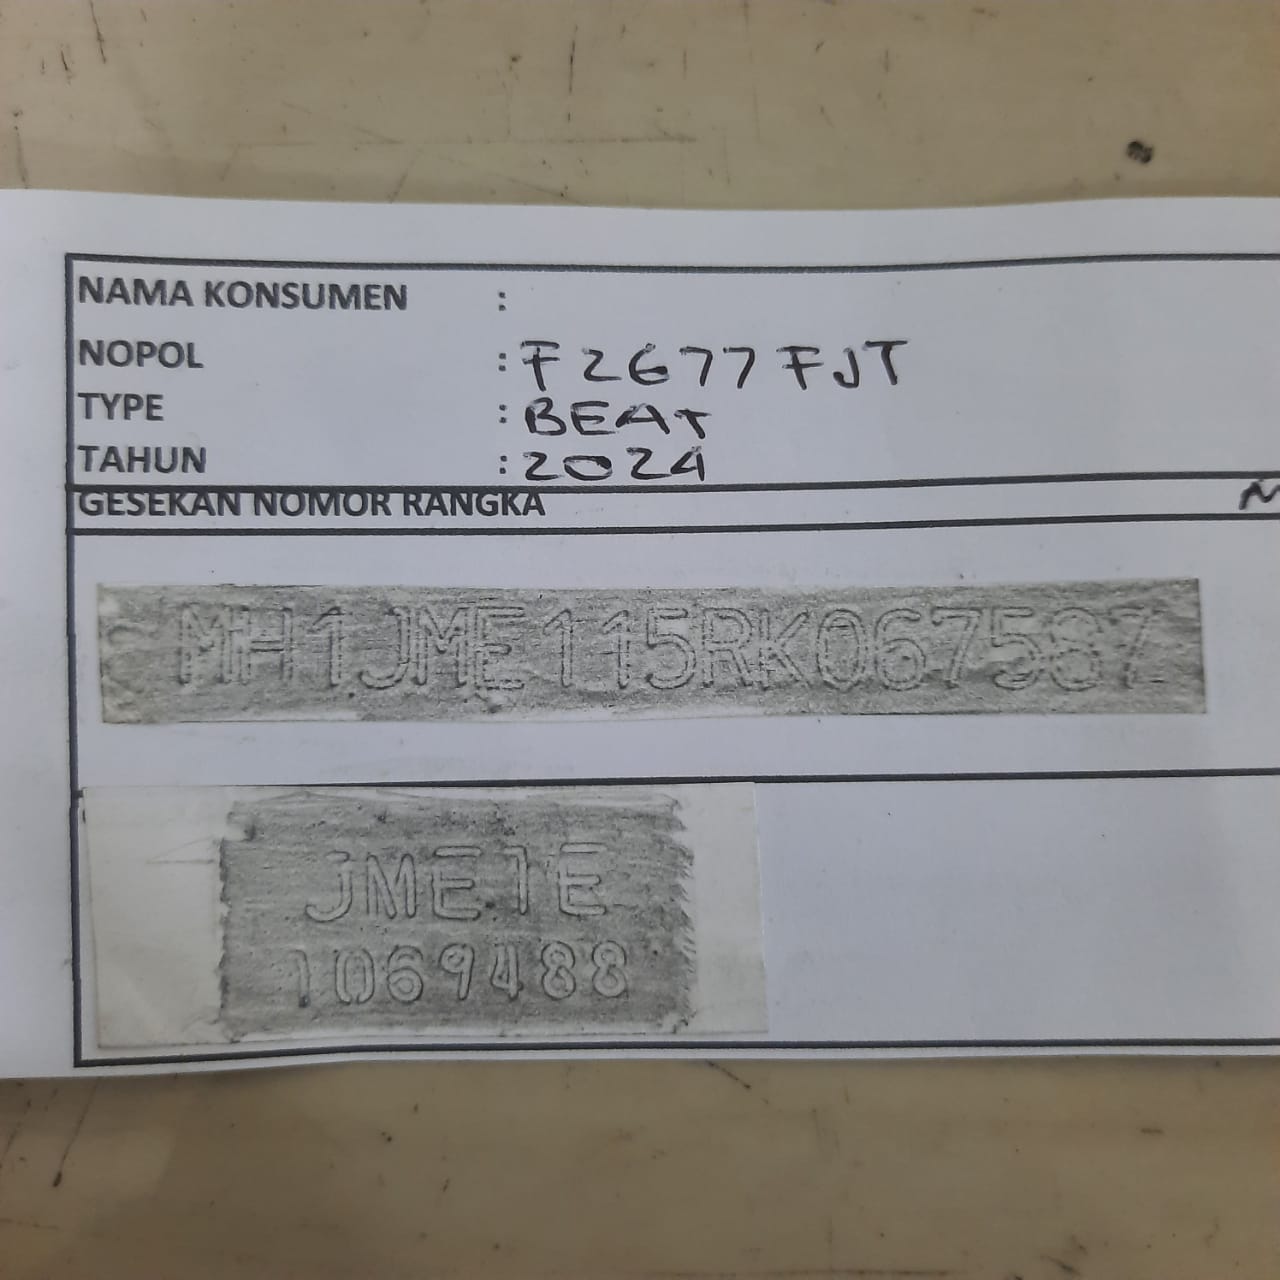 NAMA KONSUMEN :
NOPOL : F 2677 FJT
TYPE : BEAT
TAHUN : 2024
GESEKAN NOMOR RANGKA
MH1JME115RK067587
JME1E
1069488